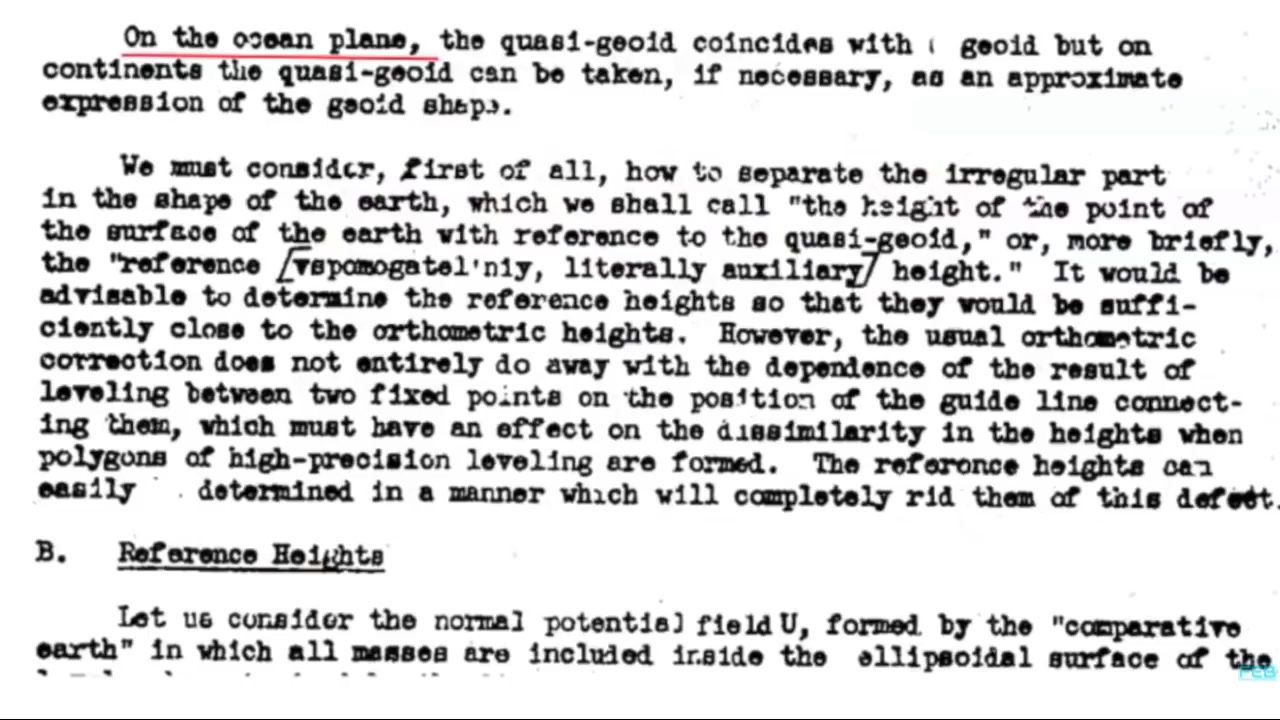 On the ocean plane, the quasi-geoid coincides with geoid but on
continents the quasi-geoid can be taken, if necessary, as an approximate
expression of the geoid shape.
We must consider, first of all, how to separate the irregular part
in the shape of the earth, which we shall call "the height of the point of
the surface of the earth with reference to the quasi-geoid," or, more briefly,
the "reference [vspomogatel'niy, literally auxiliary] height." It would be
advisable to determine the reference heights so that they would be suffi-
ciently close to the orthometric heights. However, the usual orthometric
correction does not entirely do away with the dependence of the result of
leveling between two fixed points on the position of the guide line connect-
ing them, which must have an effect on the dissimilarity in the heights when
polygons of high-precision leveling are formed. The reference heights can
easily determined in a manner which will completely rid them of this defect.
B. Reference Heights
Let us consider the normal potential field U, formed by the "comparative
earth" in which all masses are included inside the ellipsoidal surface of the
FEB